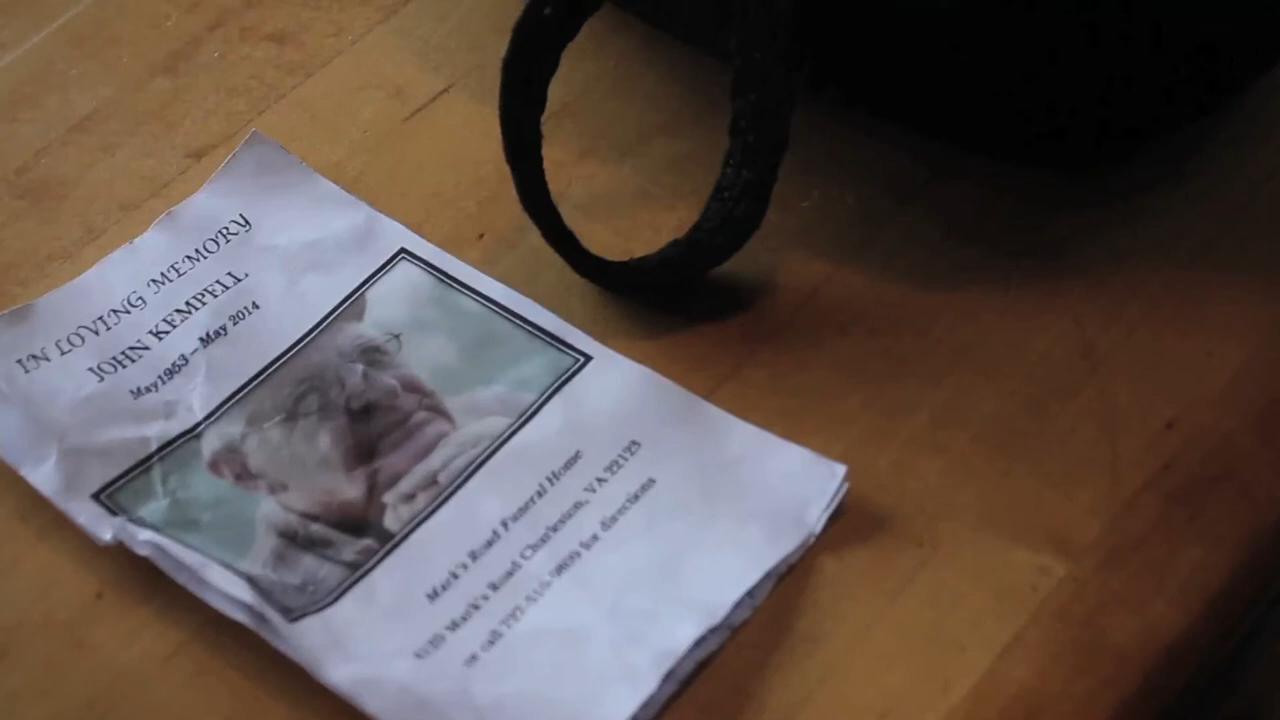 IN LOVING MEMORY
JOHN KEMPELL
May1953 – May 2014
Mark's Road Funeral Home
Mark's Road Charleston, VA 22123
or call for directions